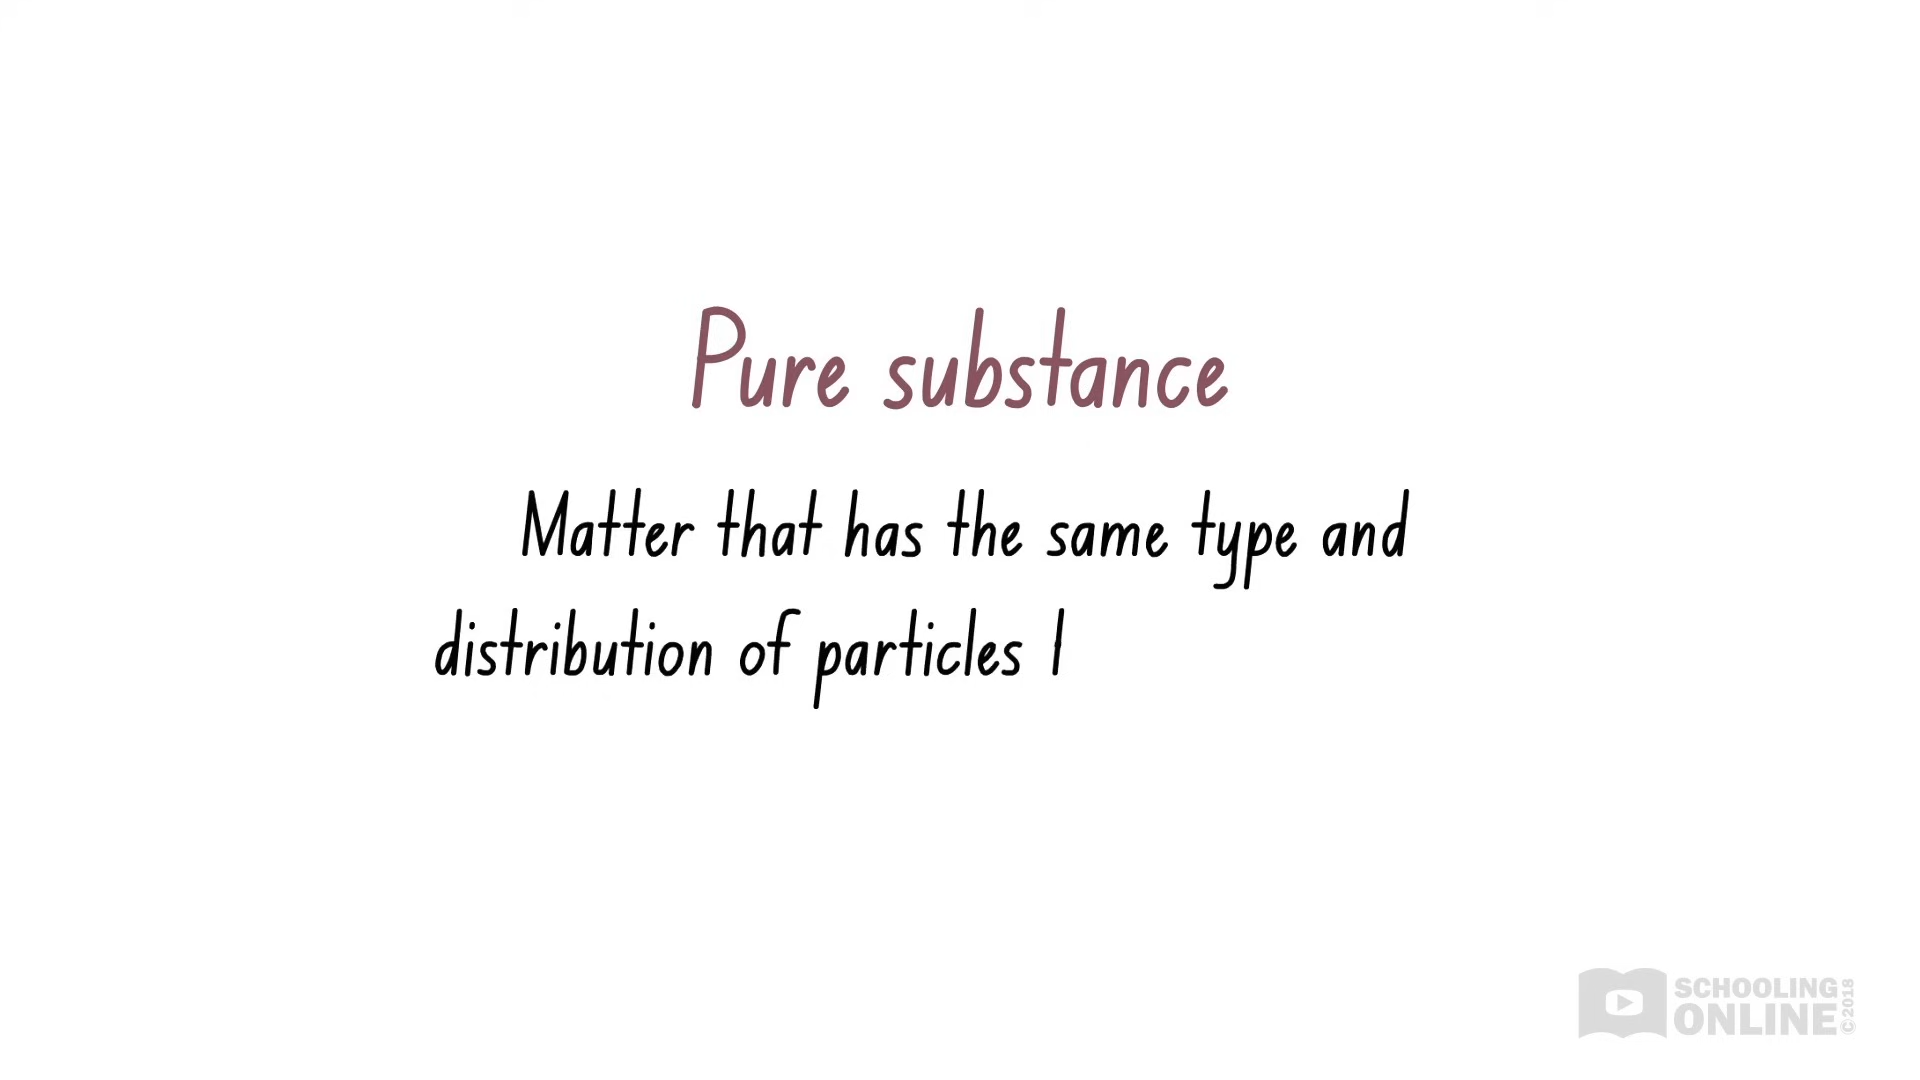 Pure substance
Matter that has the same type and
distribution of particles
SCHOOLING
ONLINE
©2018